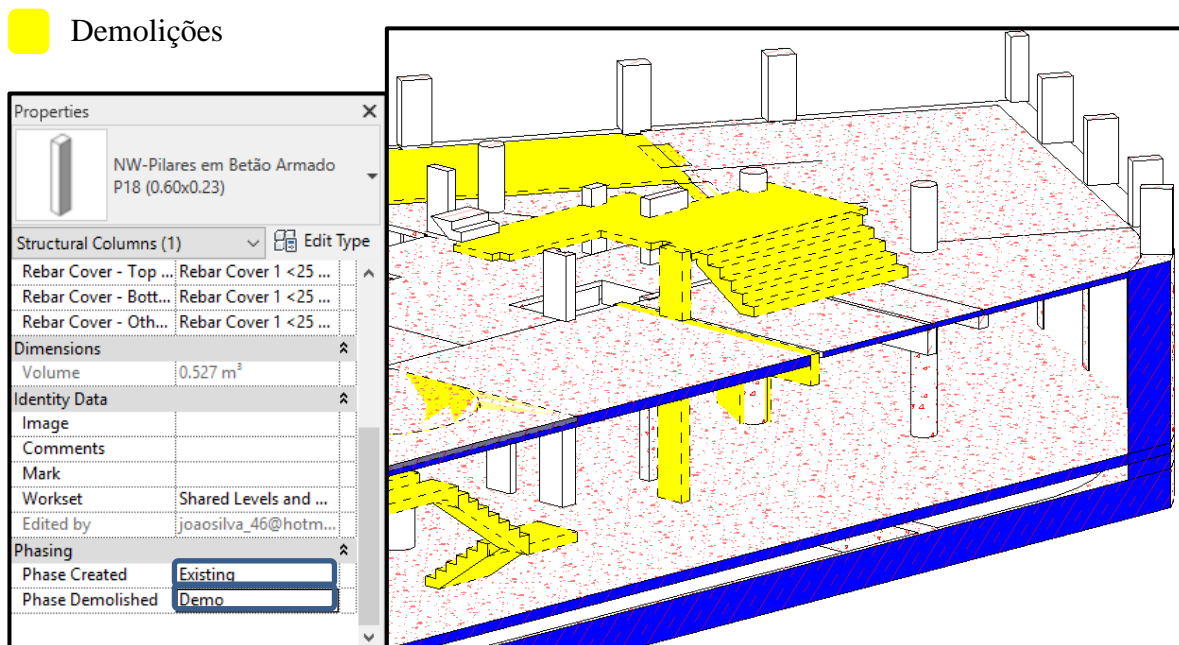 Demolições
Properties
NW-Pilares em Betão Armado
P18 (0.60x0.23)
Structural Columns (1)
Edit Type
Rebar Cover - Top ... Rebar Cover 1 <25 ...
Rebar Cover - Bott... Rebar Cover 1 <25 ...
Rebar Cover - Oth... Rebar Cover 1 <25 ...
Dimensions
Volume 0.527 m³
Identity Data
Image
Comments
Mark
Workset Shared Levels and ...
Edited by joaosilva_46@hotm...
Phasing
Phase Created Existing
Phase Demolished Demo